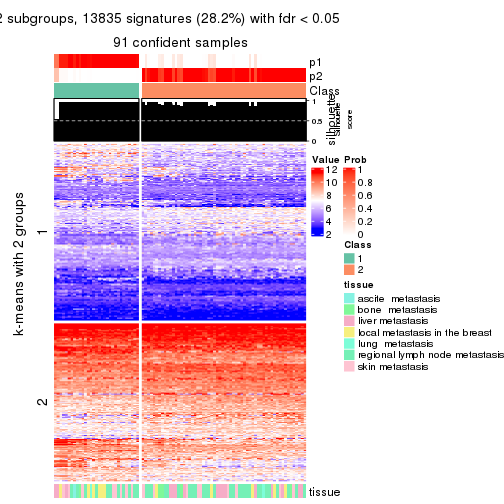 2 subgroups, 13835 signatures (28.2%) with fdr < 0.05
91 confident samples
p1
p2
Class
silhouette
Silhouette
score
1
0.5
0
k-means with 2 groups
1
2
tissue
Value
12
10
8
6
4
2
Prob
1
0.8
0.6
0.4
0.2
0
Class
1
2
tissue
ascite metastasis
bone metastasis
liver metastasis
local metastasis in the breast
lung metastasis
regional lymph node metastasis
skin metastasis